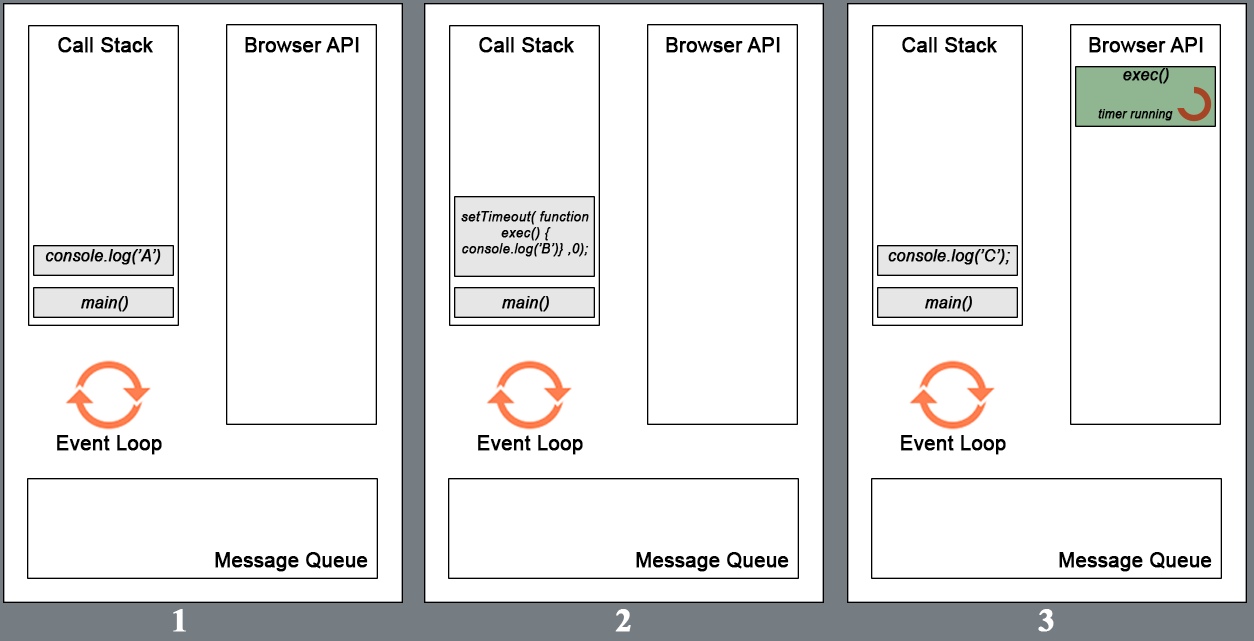 Call Stack
Browser API
console.log('A')
main()
Event Loop
Message Queue
1
Call Stack
Browser API
setTimeout( function
exec() {
console.log('B')} ,0);
main()
Event Loop
Message Queue
2
Call Stack
Browser API
exec()
timer running
console.log('C');
main()
Event Loop
Message Queue
3